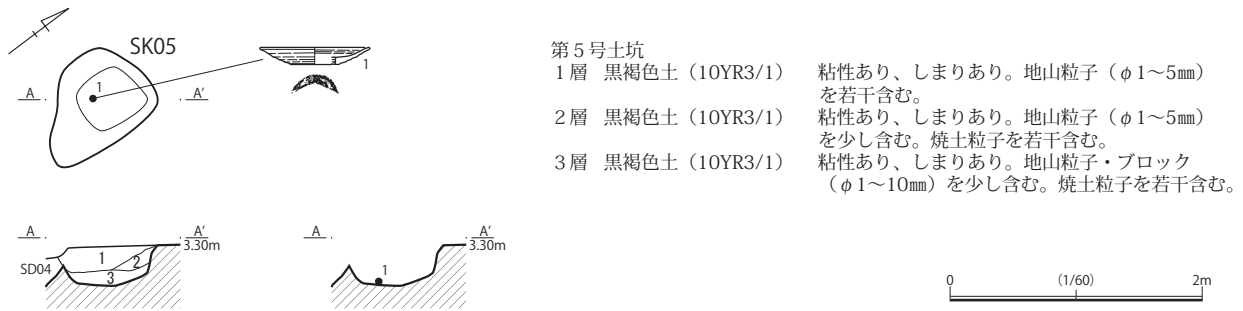 SK05
1
1
A
A'
第5号土坑
1層 黒褐色土(10YR3/1) 粘性あり、しまりあり。地山粒子(φ1~5㎜)
を若干含む。
2層 黒褐色土(10YR3/1) 粘性あり、しまりあり。地山粒子(φ1~5㎜)
を少し含む。焼土粒子を若干含む。
3層 黒褐色土(10YR3/1) 粘性あり、しまりあり。地山粒子・ブロック
(φ1~10㎜)を少し含む。焼土粒子を若干含む。
A
A'
3.30m
SD04
1
2
3
A
A'
3.30m
1
0 (1/60) 2m